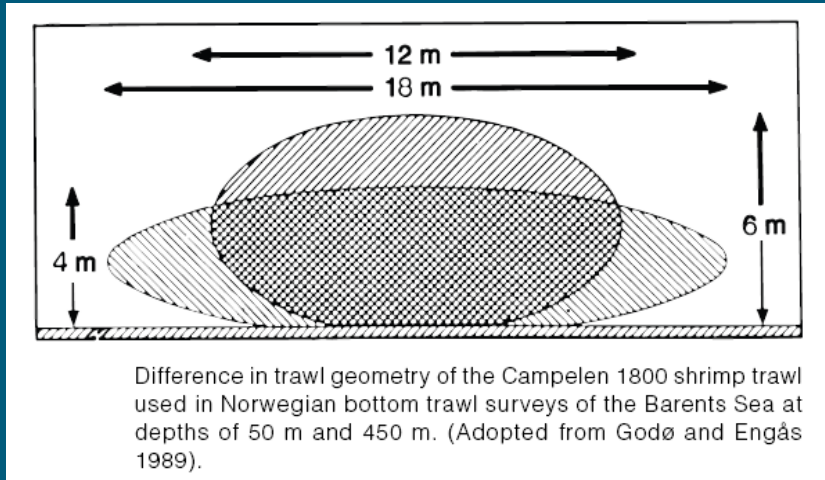 12 m
18 m
4 m
6 m
Difference in trawl geometry of the Campelen 1800 shrimp trawl
used in Norwegian bottom trawl surveys of the Barents Sea at
depths of 50 m and 450 m. (Adopted from Godø and Engås
1989).